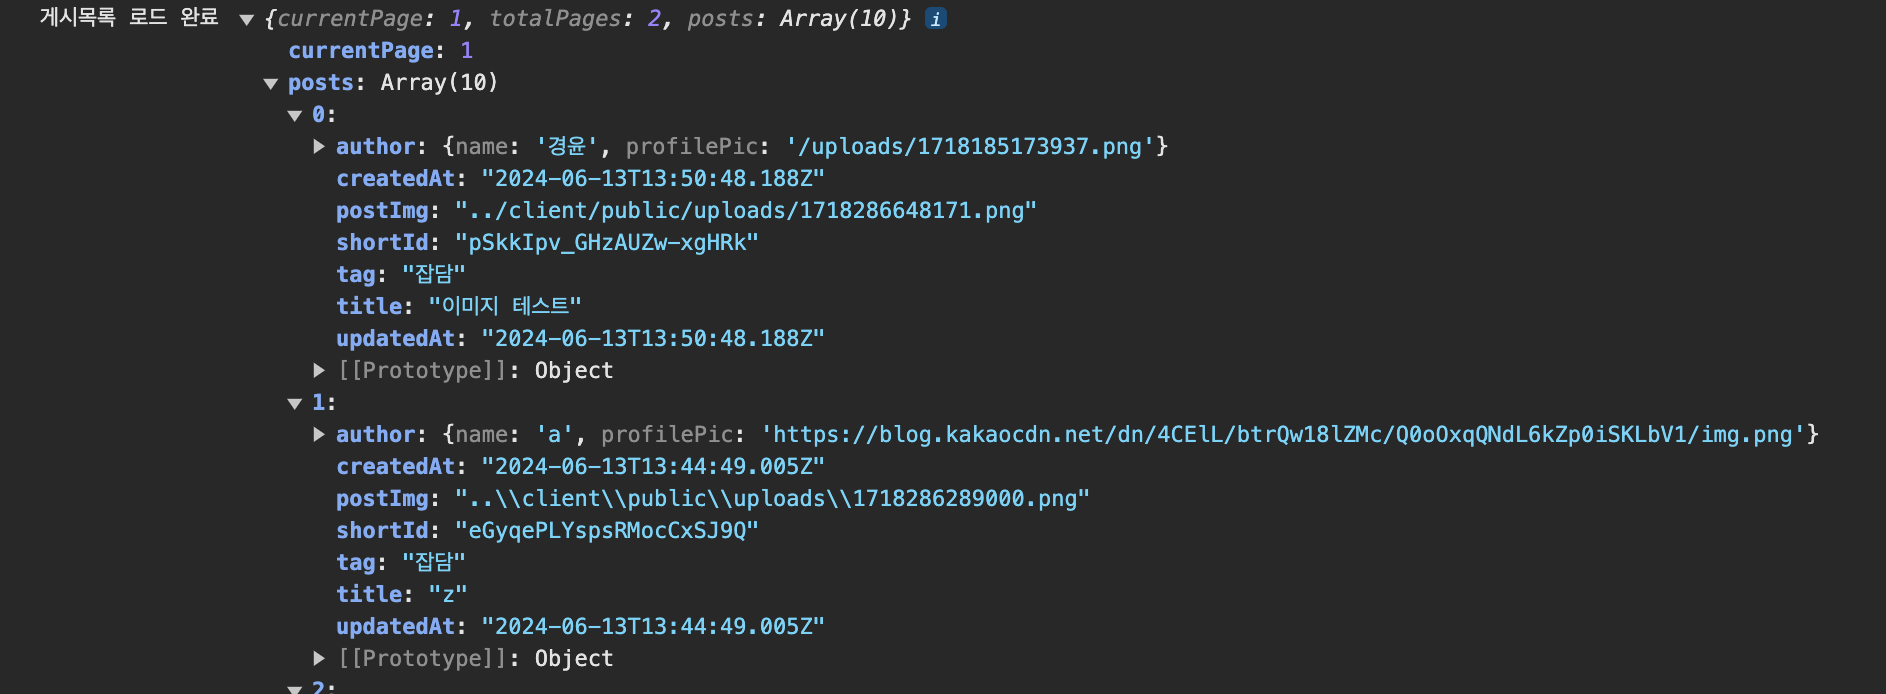 게시목록 로드 완료 ▼ {currentPage: 1, totalPages: 2, posts: Array(10)} i
currentPage: 1
▼ posts: Array(10)
▼ 0:
▶ author: {name: '경윤', profilePic: '/uploads/1718185173937.png'}
createdAt: "2024-06-13T13:50:48.188Z"
postImg: "../client/public/uploads/1718286648171.png"
shortId: "pSkkIpv_GHzAUZw-xgHRk"
tag: "잡담"
title: "이미지 테스트"
updatedAt: "2024-06-13T13:50:48.188Z"
▶ [[Prototype]]: Object
▼ 1:
▶ author: {name: 'a', profilePic: 'https://blog.kakaocdn.net/dn/4CElL/btrQw18lZMc/Q0oOxqQNdL6kZp0iSKLbV1/img.png'}
createdAt: "2024-06-13T13:44:49.005Z"
postImg: "..\\client\\public\\uploads\\1718286289000.png"
shortId: "eGyqePLYspsRMocCxSJ9Q"
tag: "잡담"
title: "z"
updatedAt: "2024-06-13T13:44:49.005Z"
▶ [[Prototype]]: Object
▼ 2: